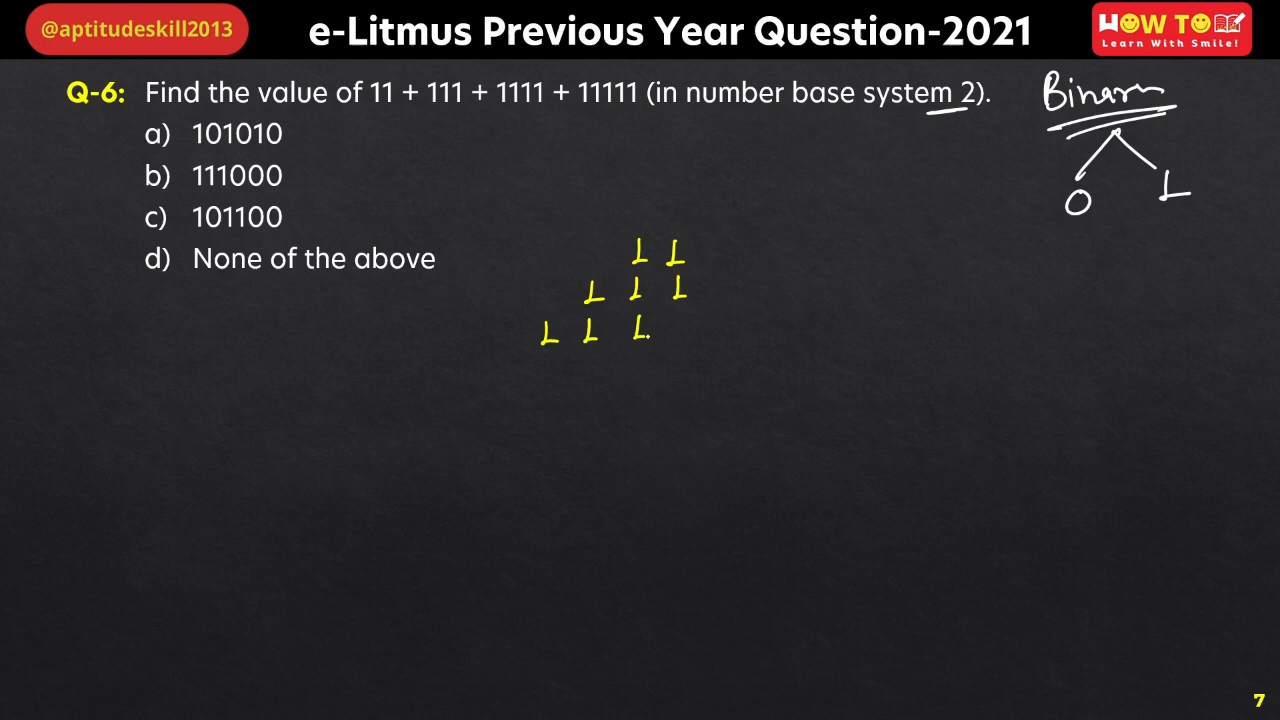 @aptitudeskill2013
e-Litmus Previous Year Question-2021
HOW TO
Learn With Smile!
Q-6: Find the value of 11 + 111 + 1111 + 11111 (in number base system 2).
a) 101010
b) 111000
c) 101100
d) None of the above
Binary
0 1
1 1
1 1 1
1 1 1
7